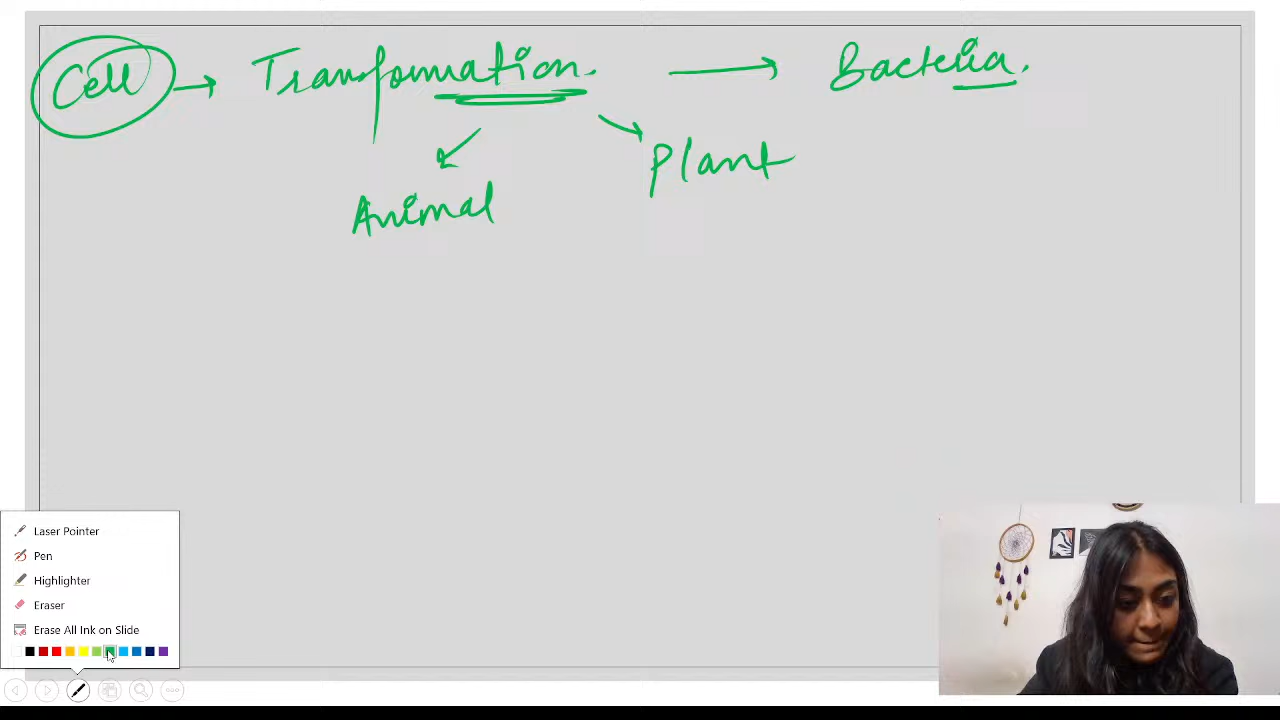 Cell → Transformation. → Bacteria.
Plant
Animal
Laser Pointer
Pen
Highlighter
Eraser
Erase All Ink on Slide